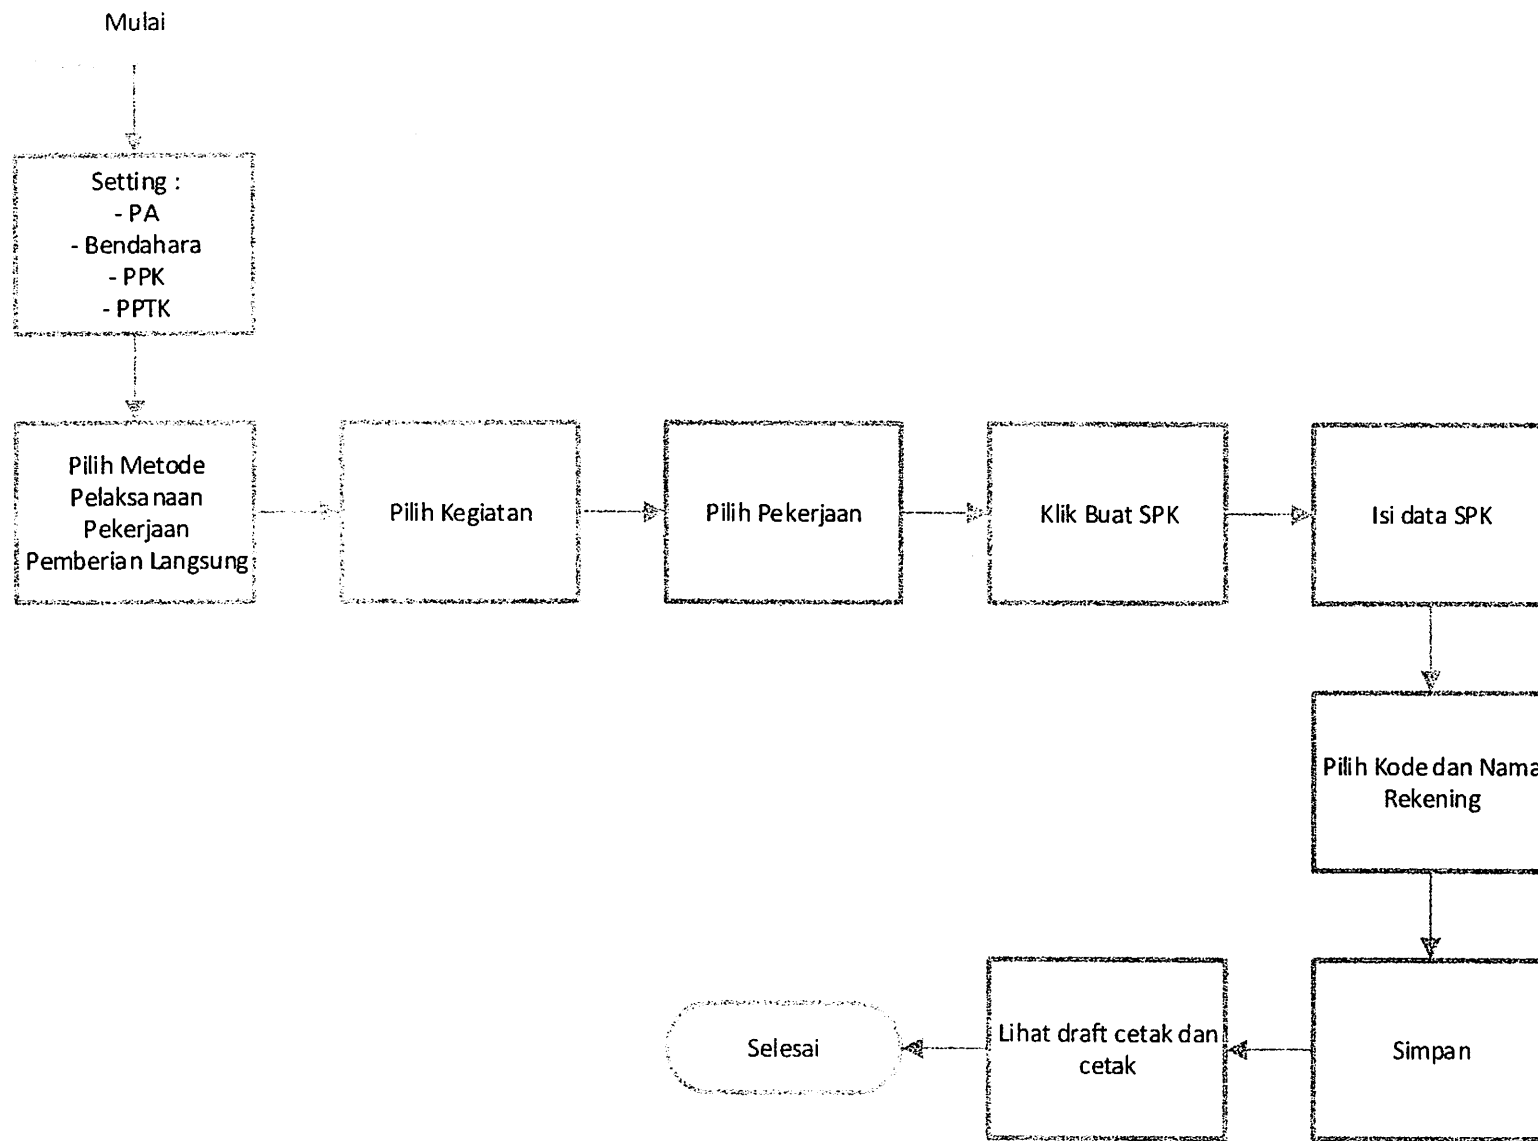 Mulai
Setting :
- PA
- Bendahara
- PPK
- PPTK
Pilih Metode
Pelaksanaan
Pekerjaan
Pemberian Langsung
Pilih Kegiatan
Pilih Pekerjaan
Klik Buat SPK
Isi data SPK
Pilih Kode dan Nama
Rekening
Simpan
Lihat draft cetak dan
cetak
Selesai